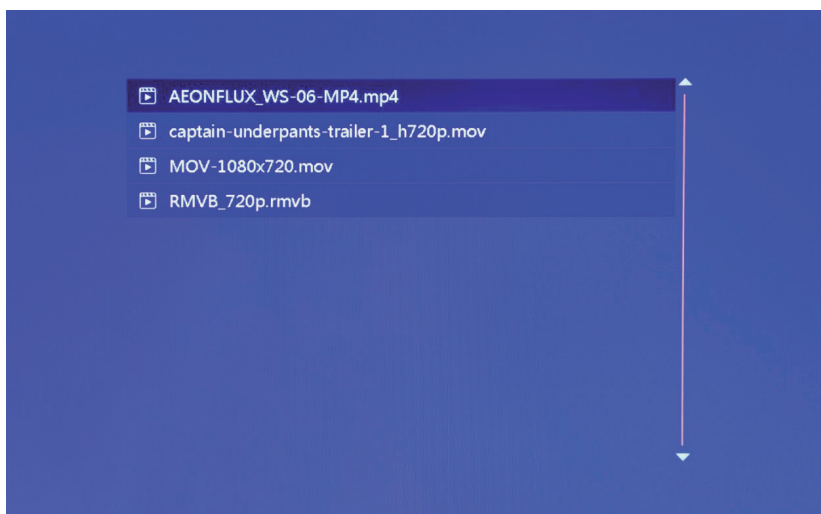 AEONFLUX_WS-06-MP4.mp4
captain-underpants-trailer-1_h720p.mov
MOV-1080x720.mov
RMVB_720p.rmvb